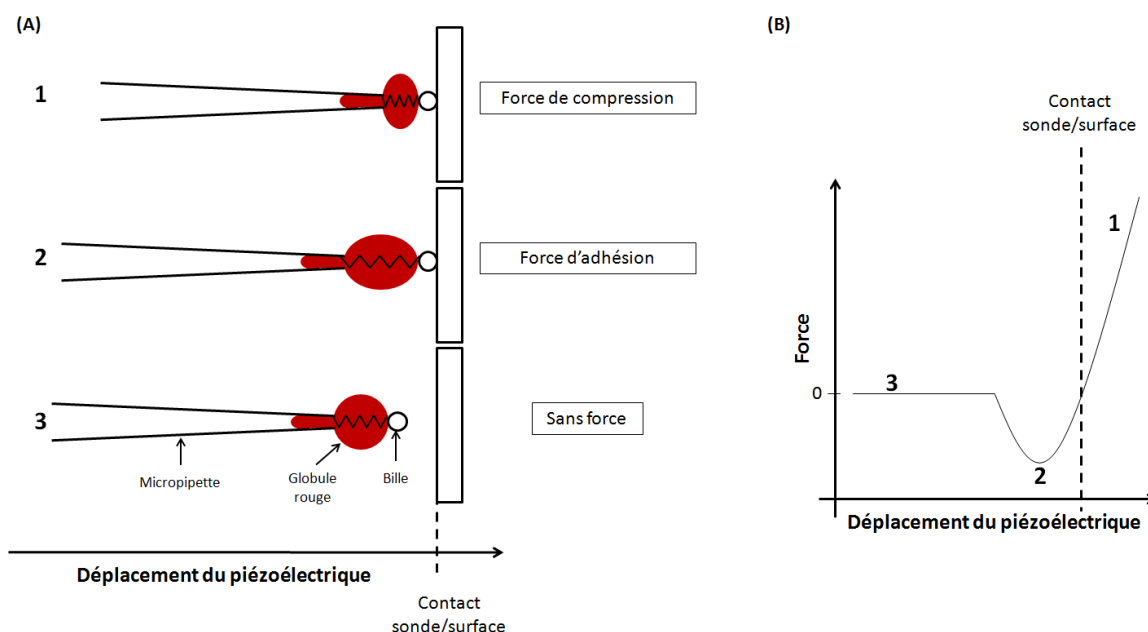 (A)
1
Force de compression
2
Force d’adhésion
3
Sans force
Micropipette
Globule
rouge
Bille
Déplacement du piézoélectrique
Contact
sonde/surface
(B)
Contact
sonde/surface
Force
0
1
2
3
Déplacement du piézoélectrique